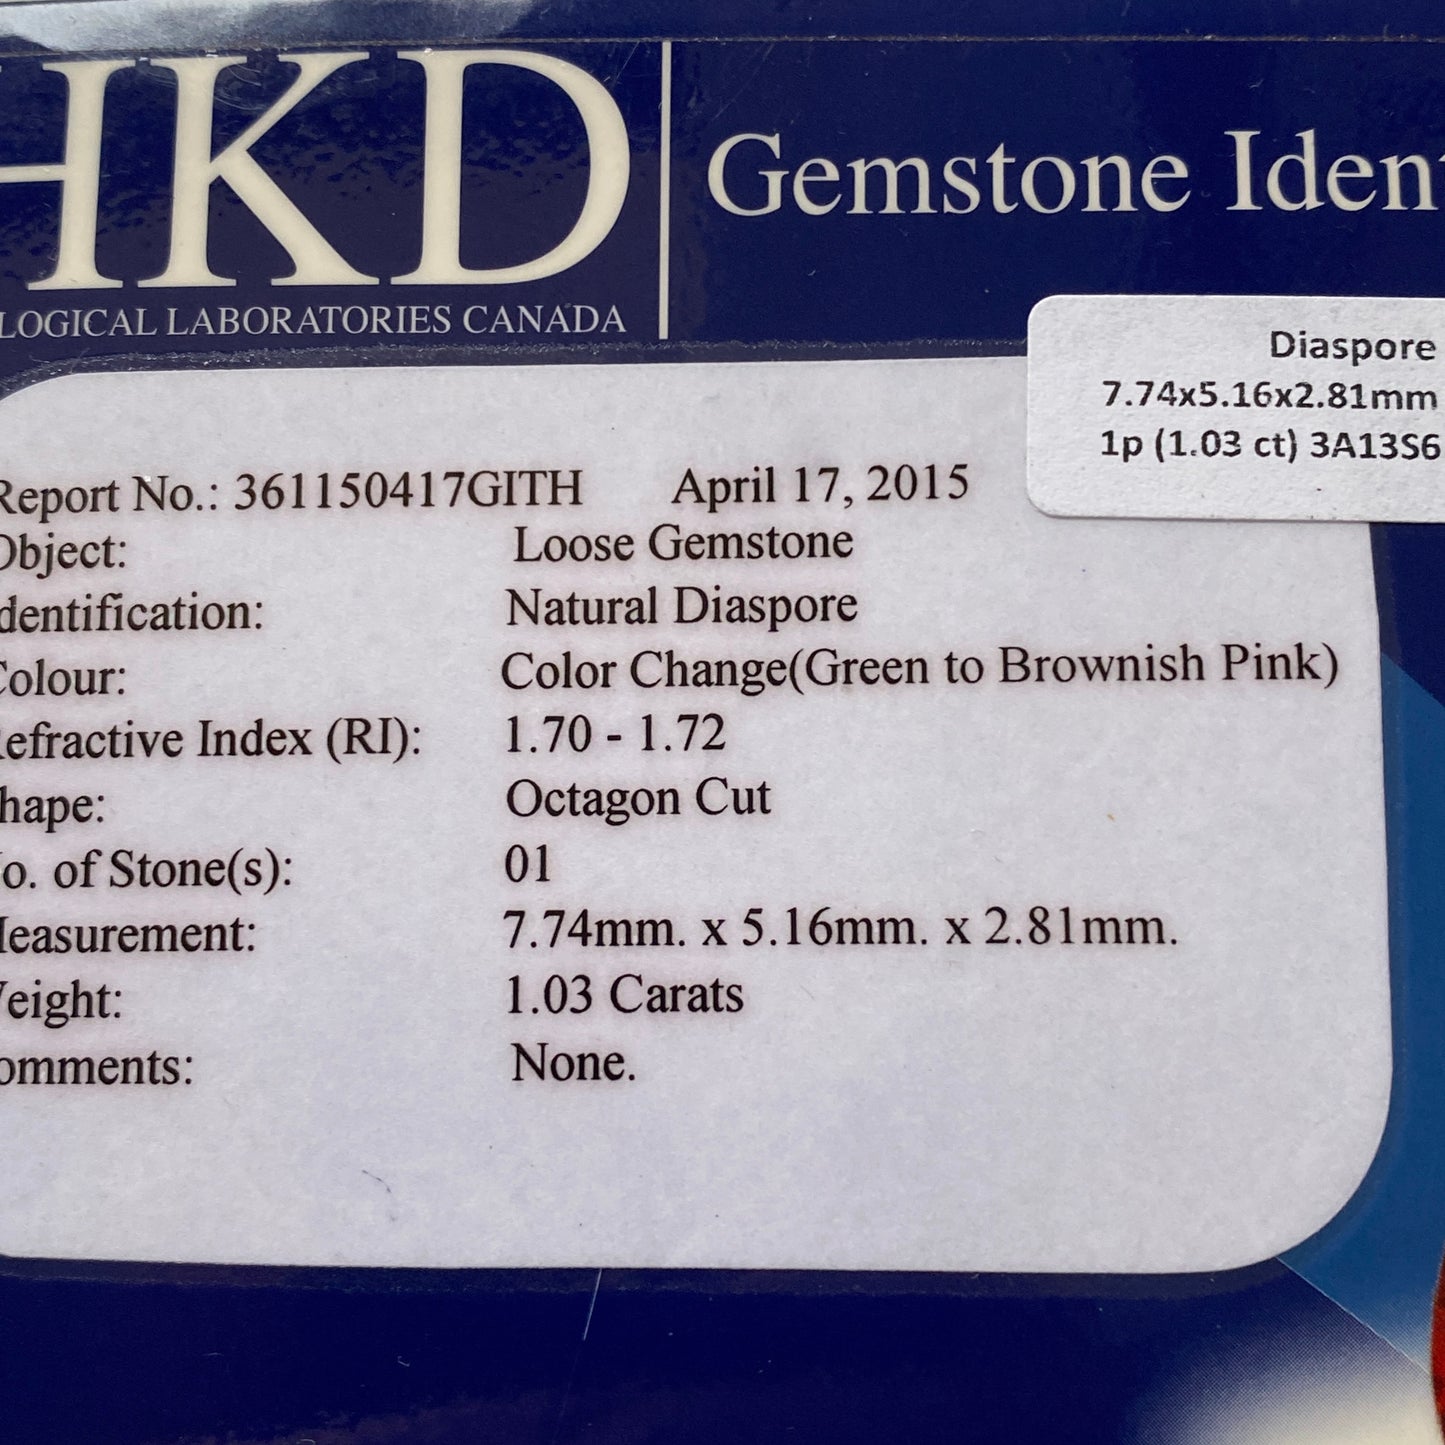 HKD
LOGICAL LABORATORIES CANADA
Gemstone Ident
Diaspore
7.74x5.16x2.81mm
1p (1.03 ct) 3A13S6
Report No.: 361150417GITH April 17, 2015
Object: Loose Gemstone
dentification: Natural Diaspore
Colour: Color Change(Green to Brownish Pink)
efractive Index (RI): 1.70 - 1.72
hape: Octagon Cut
o. of Stone(s): 01
Measurement: 7.74mm. x 5.16mm. x 2.81mm.
eight: 1.03 Carats
omments: None.